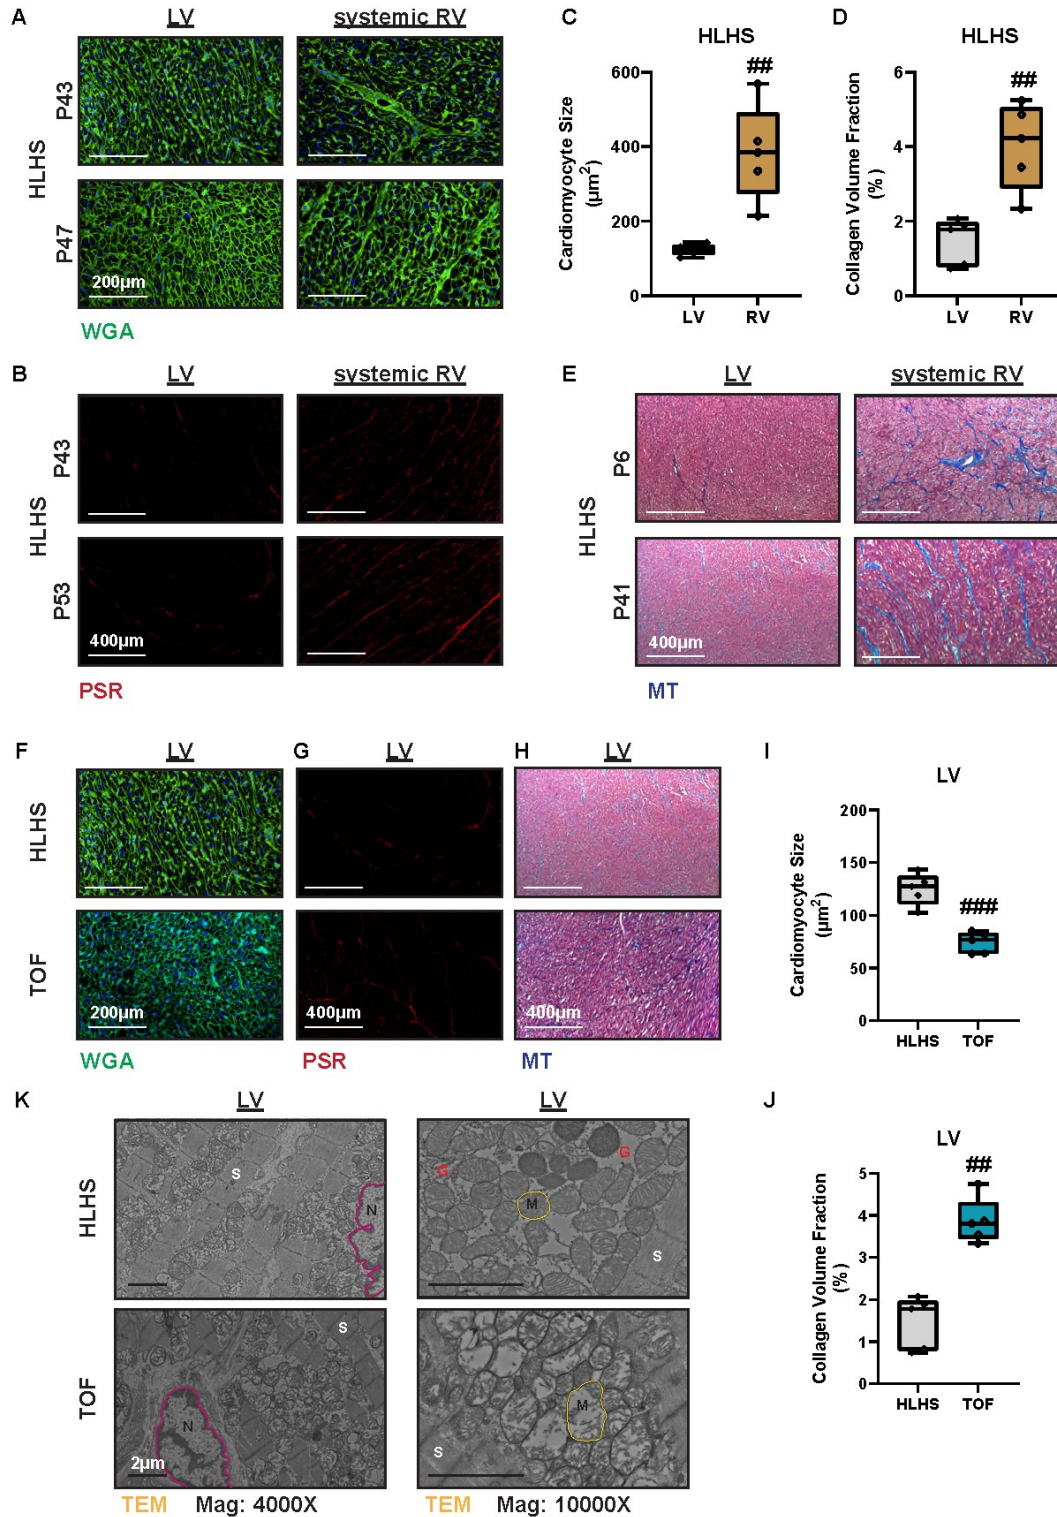 A
LV
systemic RV
HLHS
P43
P47
200µm
WGA
C
HLHS
##
Cardiomyocyte Size
(µm²)
600
400
200
0
LV
RV
D
HLHS
##
Collagen Volume Fraction
(%)
6
4
2
0
LV
RV
B
LV
systemic RV
HLHS
P43
P53
400µm
PSR
E
LV
systemic RV
HLHS
P6
P41
400µm
MT
F
LV
G
LV
H
LV
HLHS
TOF
200µm
400µm
400µm
WGA
PSR
MT
I
LV
###
Cardiomyocyte Size
(µm²)
200
150
100
50
0
HLHS
TOF
K
LV
LV
HLHS
S
N
G
G
M
S
TOF
S
N
2µm
M
S
TEM Mag: 4000X
TEM Mag: 10000X
J
LV
##
Collagen Volume Fraction
(%)
5
4
3
2
1
0
HLHS
TOF